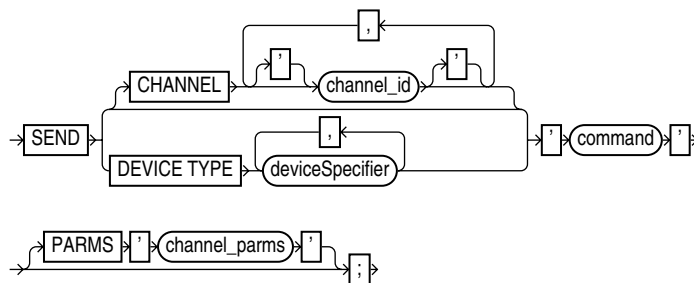 ,
CHANNEL ' channel_id '
SEND ' command '
,
DEVICE TYPE deviceSpecifier
PARMS ' channel_parms '
;